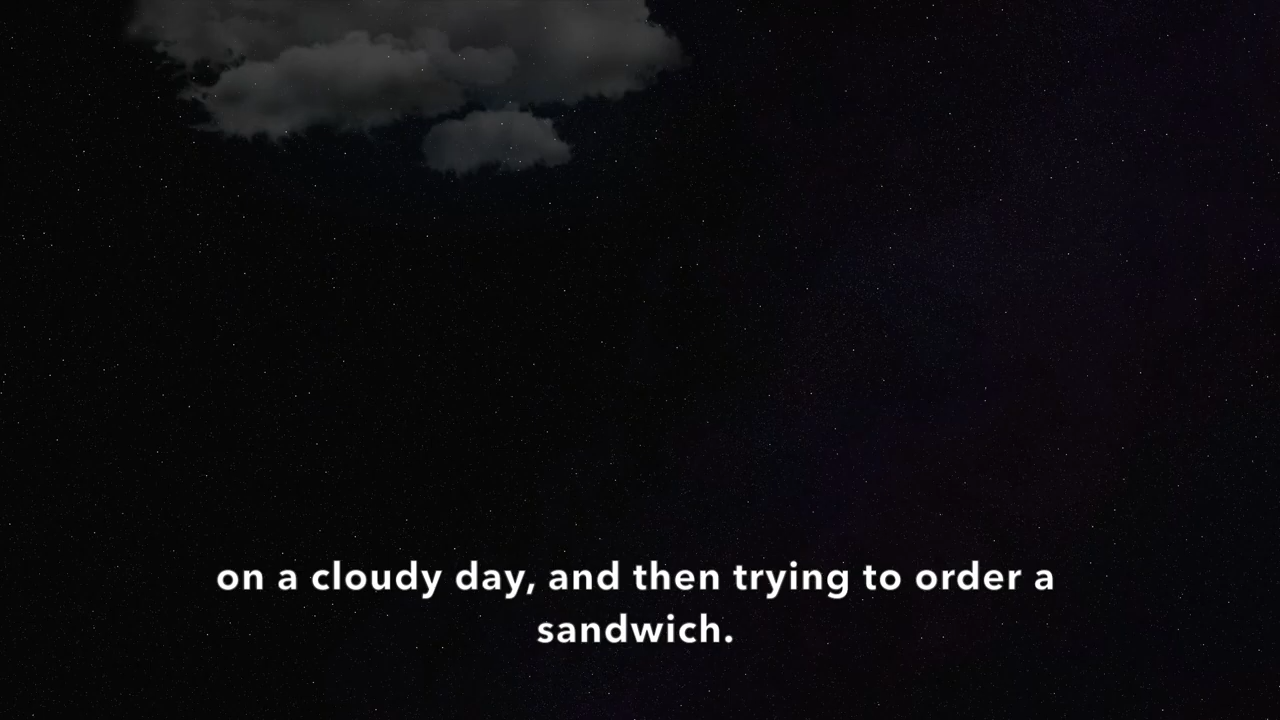 on a cloudy day, and then trying to order a
sandwich.